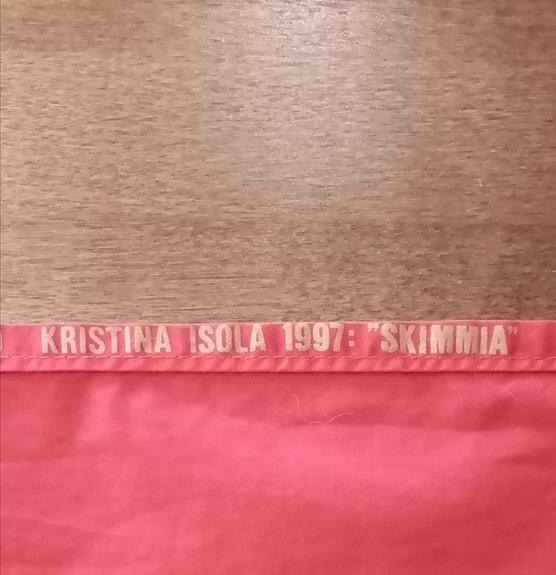 KRISTINA ISOLA 1997: ”SKIMMIA”